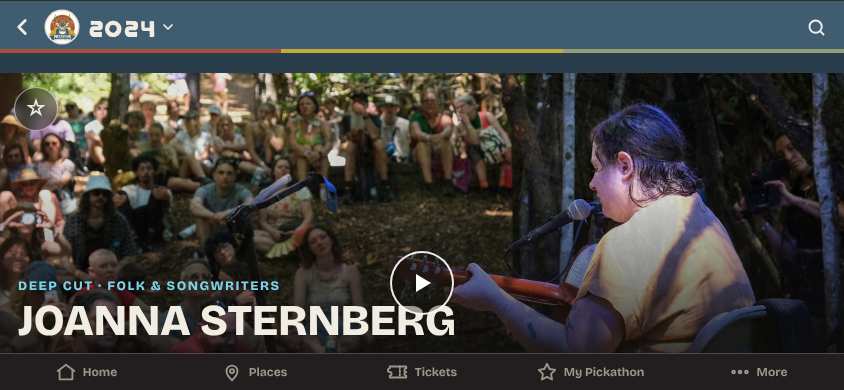 2024
DEEP CUT · FOLK & SONGWRITERS
JOANNA STERNBERG
Home
Places
Tickets
My Pickathon
More